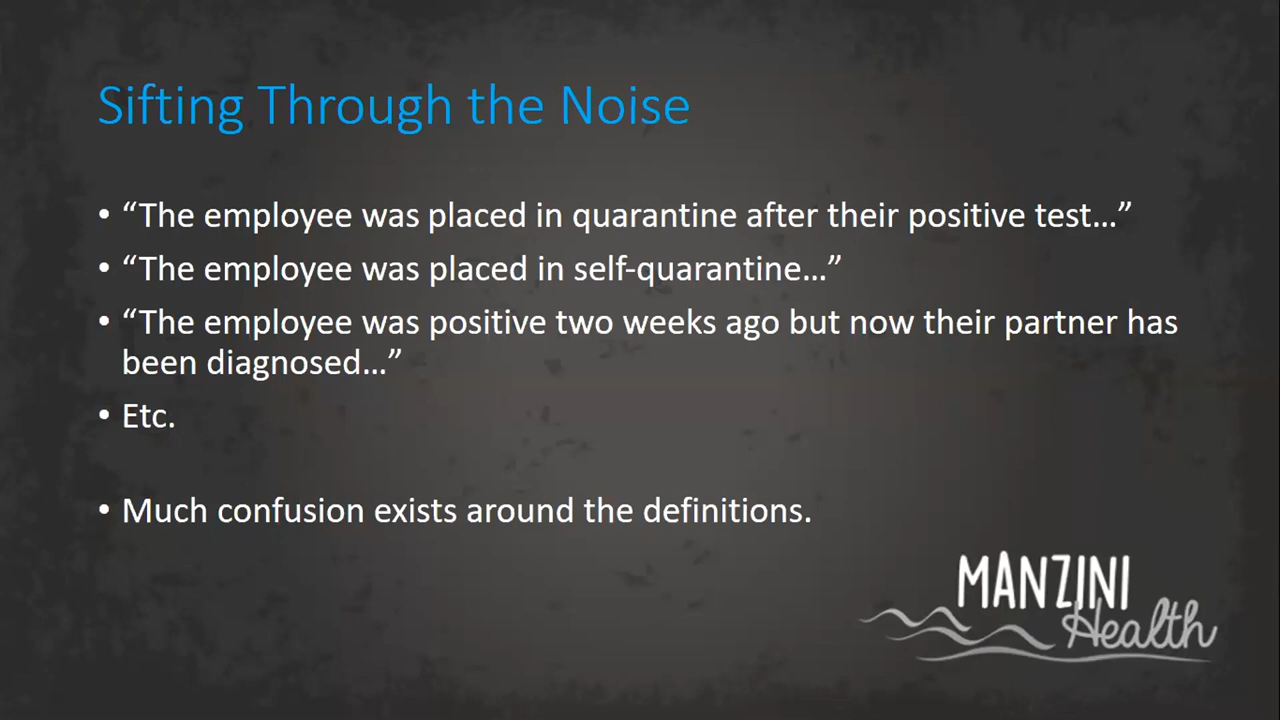 Sifting Through the Noise
• “The employee was placed in quarantine after their positive test…”
• “The employee was placed in self-quarantine…”
• “The employee was positive two weeks ago but now their partner has
been diagnosed…”
• Etc.
• Much confusion exists around the definitions.
MANZINI
Health